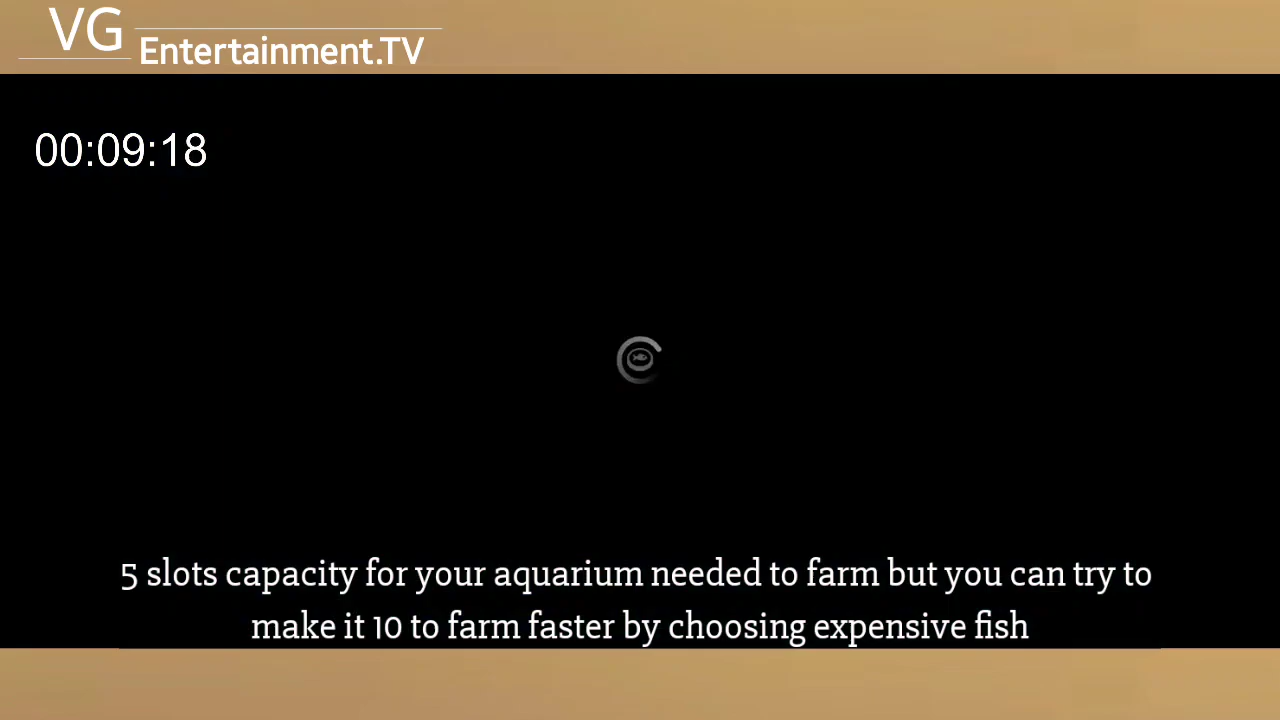 VG
Entertainment.TV
00:09:18
5 slots capacity for your aquarium needed to farm but you can try to
make it 10 to farm faster by choosing expensive fish